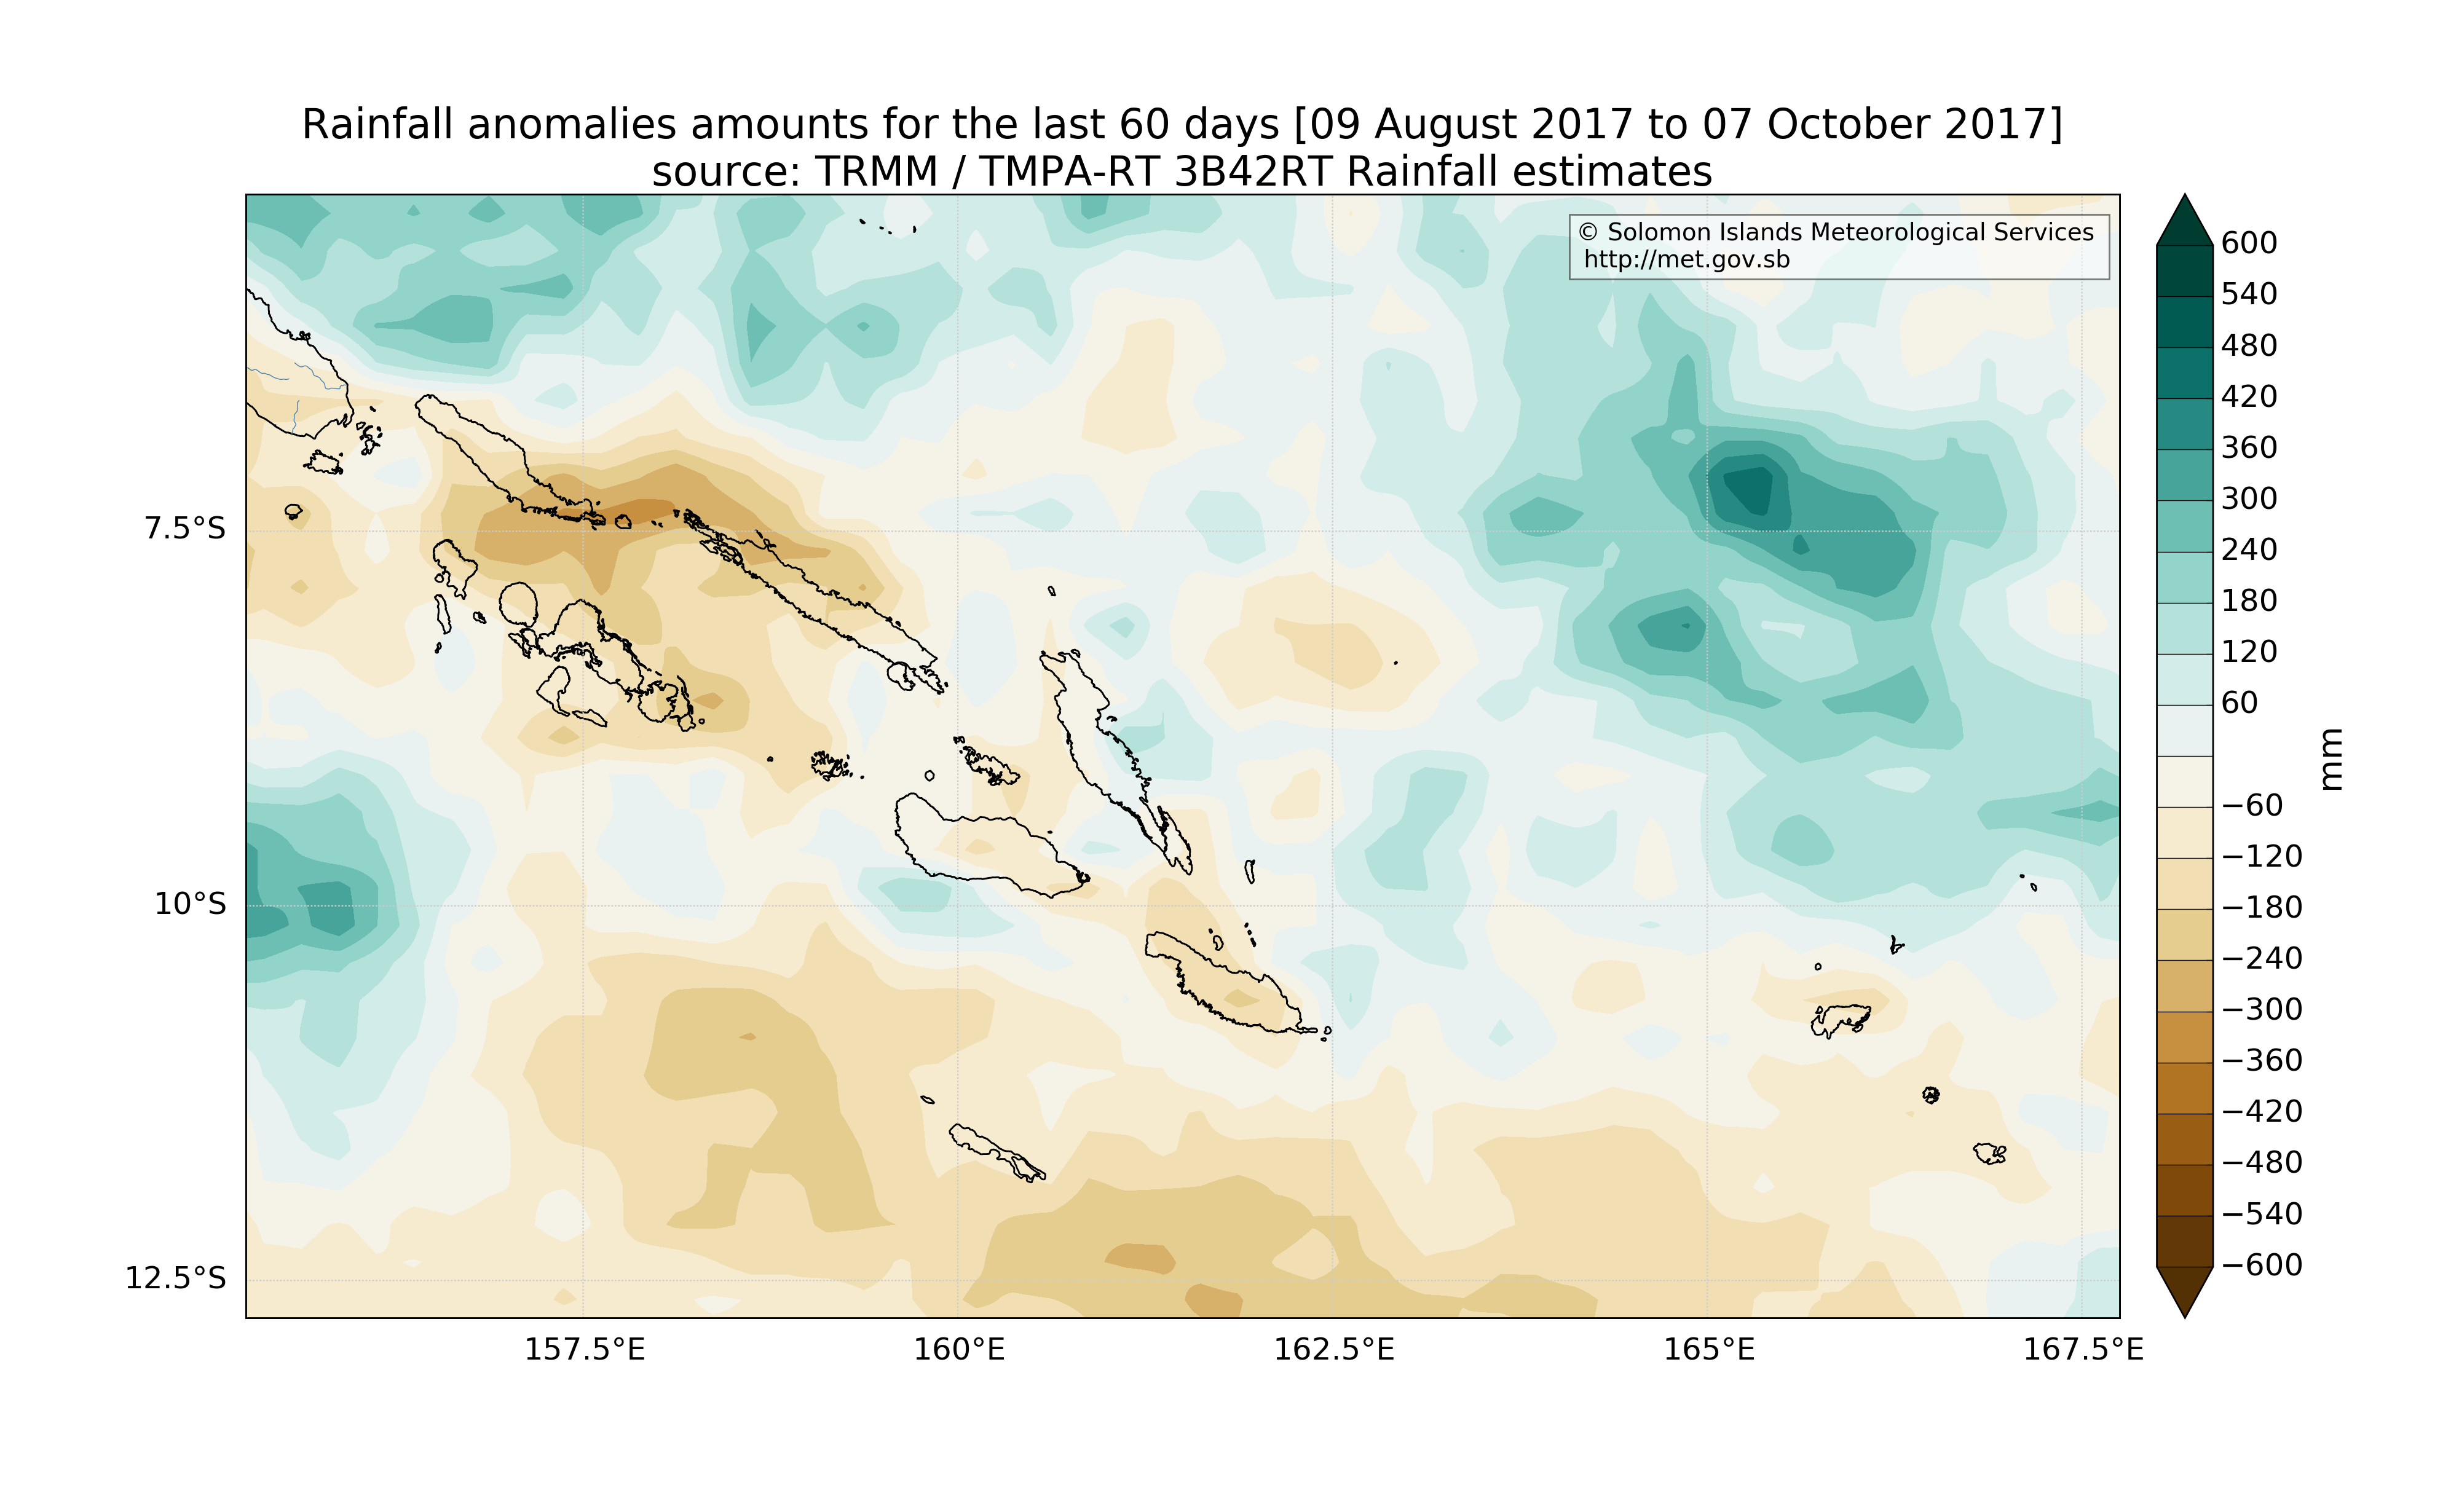 Rainfall anomalies amounts for the last 60 days [09 August 2017 to 07 October 2017]
source: TRMM / TMPA-RT 3B42RT Rainfall estimates
© Solomon Islands Meteorological Services
http://met.gov.sb
7.5°S
10°S
12.5°S
157.5°E
160°E
162.5°E
165°E
167.5°E
600
540
480
420
360
300
240
180
120
60
−60
−120
−180
−240
−300
−360
−420
−480
−540
−600
mm